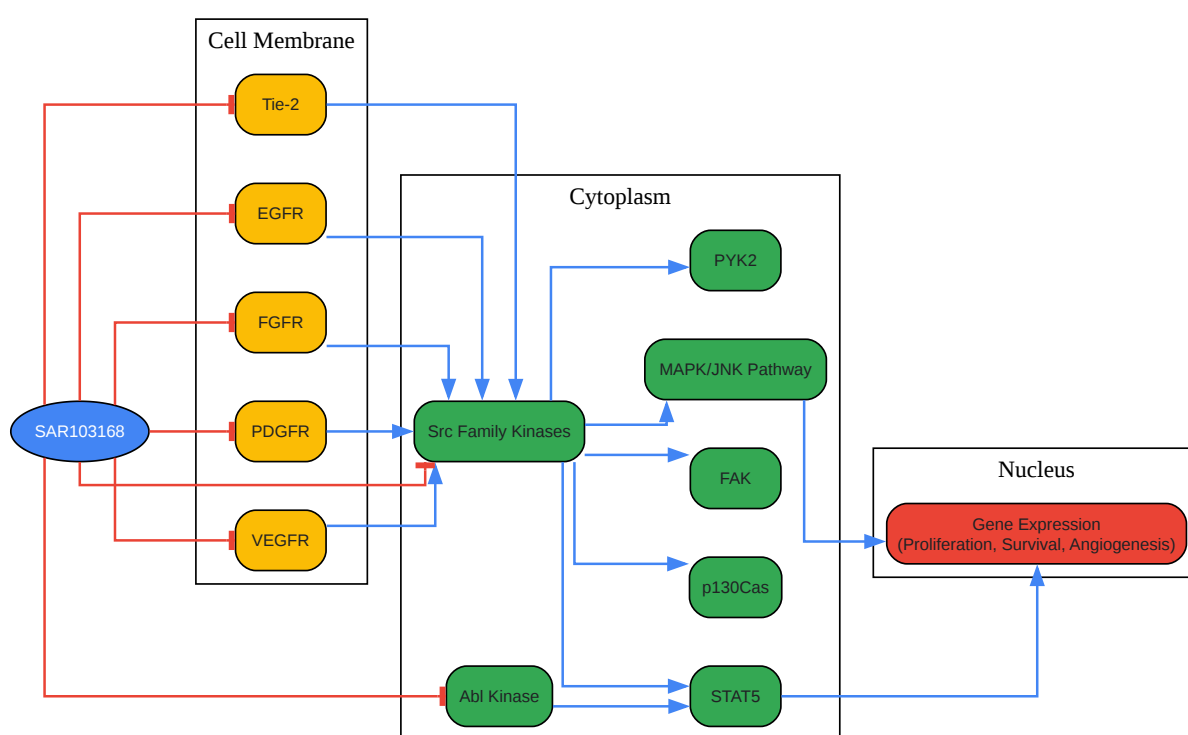 Cell Membrane
Tie-2
EGFR
FGFR
PDGFR
VEGFR
SAR103168
Cytoplasm
PYK2
MAPK/JNK Pathway
Src Family Kinases
FAK
p130Cas
Abl Kinase
STAT5
Nucleus
Gene Expression
(Proliferation, Survival, Angiogenesis)